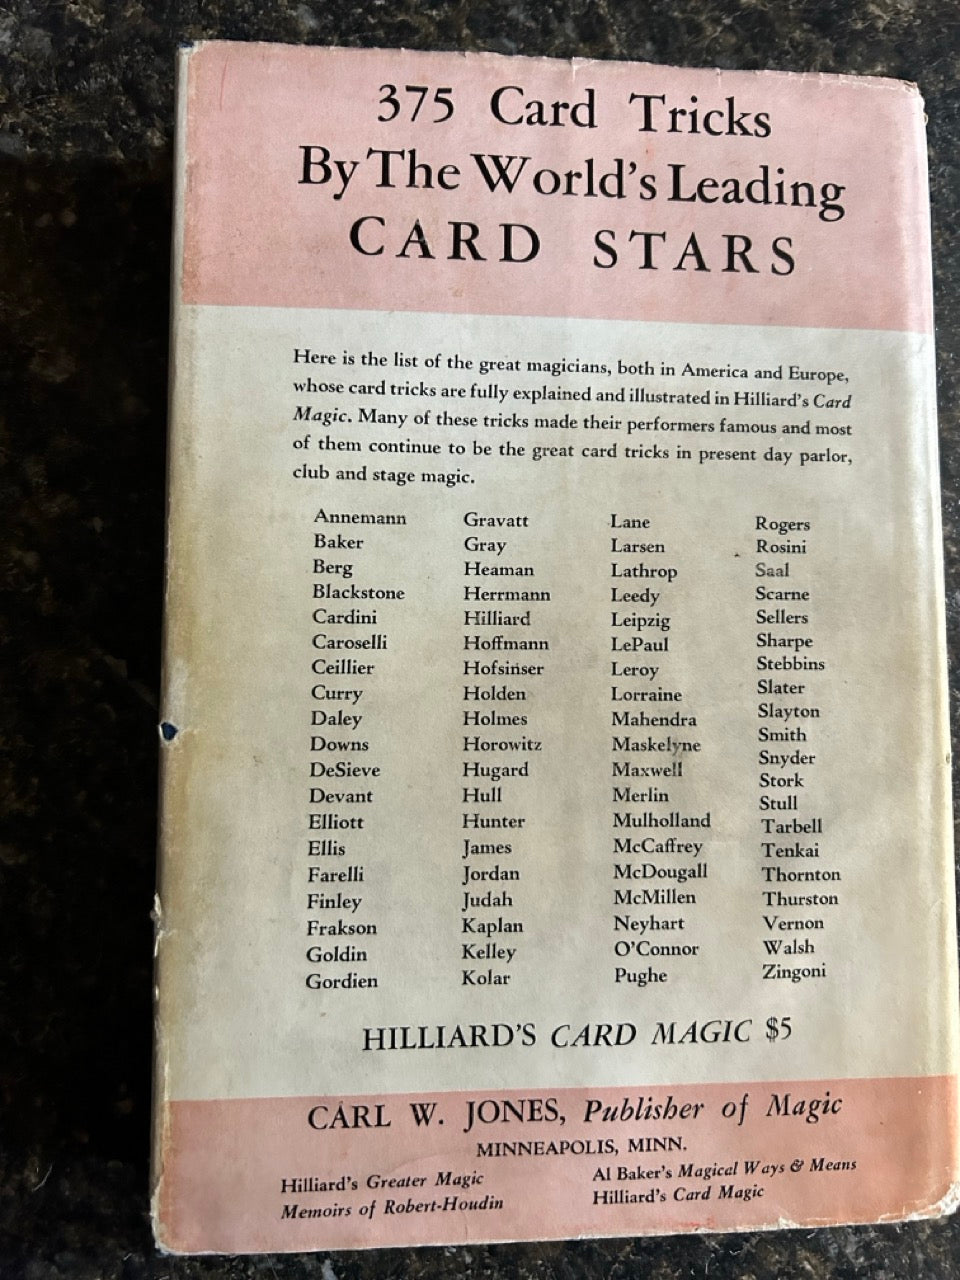 375 Card Tricks
By The World's Leading
CARD STARS
Here is the list of the great magicians, both in America and Europe,
whose card tricks are fully explained and illustrated in Hilliard's Card
Magic. Many of these tricks made their performers famous and most
of them continue to be the great card tricks in present day parlor,
club and stage magic.
Annemann
Baker
Berg
Blackstone
Cardini
Caroselli
Ceillier
Curry
Daley
Downs
DeSieve
Devant
Elliott
Ellis
Farelli
Finley
Frakson
Goldin
Gordien
Gravatt
Gray
Heaman
Herrmann
Hilliard
Hoffmann
Hofsinser
Holden
Holmes
Horowitz
Hugard
Hull
Hunter
James
Jordan
Judah
Kaplan
Kelley
Kolar
Lane
Larsen
Lathrop
Leedy
Leipzig
LePaul
Leroy
Lorraine
Mahendra
Maskelyne
Maxwell
Merlin
Mulholland
McCaffrey
McDougall
McMillen
Neyhart
O'Connor
Pughe
Rogers
Rosini
Saal
Scarne
Sellers
Sharpe
Stebbins
Slater
Slayton
Smith
Snyder
Stork
Stull
Tarbell
Tenkai
Thornton
Thurston
Vernon
Walsh
Zingoni
HILLIARD'S CARD MAGIC $5
CARL W. JONES, Publisher of Magic
MINNEAPOLIS, MINN.
Hilliard's Greater Magic
Memoirs of Robert-Houdin
Al Baker's Magical Ways & Means
Hilliard's Card Magic